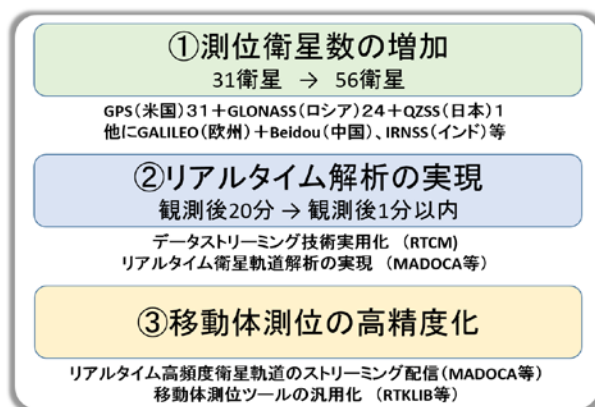 ①測位衛星数の増加
31衛星 → 56衛星
GPS(米国)31+GLONASS(ロシア)24+QZSS(日本)1
他にGALILEO(欧州)+Beidou(中国)、IRNSS(インド)等
②リアルタイム解析の実現
観測後20分 → 観測後1分以内
データストリーミング技術実用化 (RTCM)
リアルタイム衛星軌道解析の実現 (MADOCA等)
③移動体測位の高精度化
リアルタイム高頻度衛星軌道のストリーミング配信(MADOCA等)
移動体測位ツールの汎用化 (RTKLIB等)